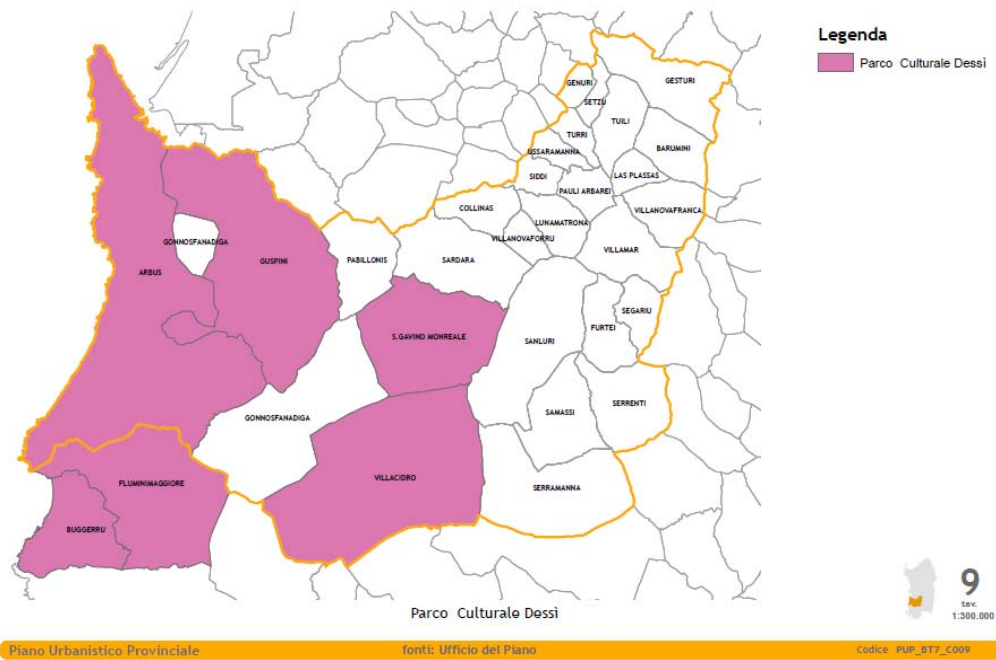 Legenda
Parco Culturale Dessì
GESTURI
GENURI
SETZU
TUILI
TURRI
BARUMINI
USSARAMANNA
SIDDI
LAS PLASSAS
PAULI ARBAREI
COLLINAS
VILLANOVAFRANCA
LUNAMATRONA
VILLANOVAFORRU
GONNOSFANADIGA
VILLAMAR
GUSPINI
PABILLONIS
SARDARA
ARBUS
SEGARIU
FURTEI
S.GAVINO MONREALE
SANLURI
SERRENTI
SAMASSI
GONNOSFANADIGA
VILLACIDRO
FLUMINIMAGGIORE
SERRAMANNA
BUGGERRU
9
tav.
1:300.000
Parco Culturale Dessì
Piano Urbanistico Provinciale
fonti: Ufficio del Piano
Codice PUP_BT7_C009